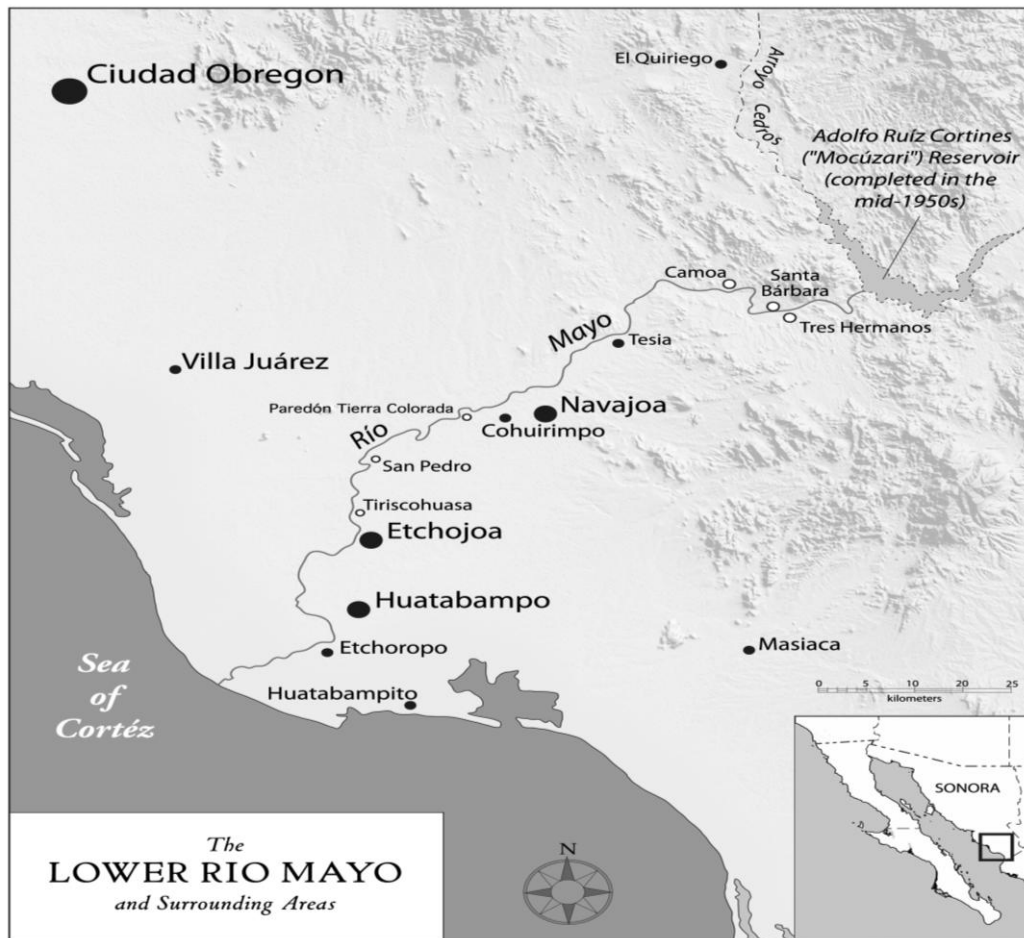 Ciudad Obregon
El Quiriego
Arroyo Cedros
Adolfo Ruíz Cortines
("Mocúzari") Reservoir
(completed in the
mid-1950s)
Camoa
Santa
Bárbara
Tres Hermanos
Mayo
Tesia
Villa Juárez
Paredón Tierra Colorada
Navajoa
Cohuirimpo
Río
San Pedro
Tiriscohuasa
Etchojoa
Huatabampo
Etchoropo
Masiaca
Sea
of
Cortéz
Huatabampito
0 5 10 20 25
kilometers
SONORA
N
The
LOWER RIO MAYO
and Surrounding Areas